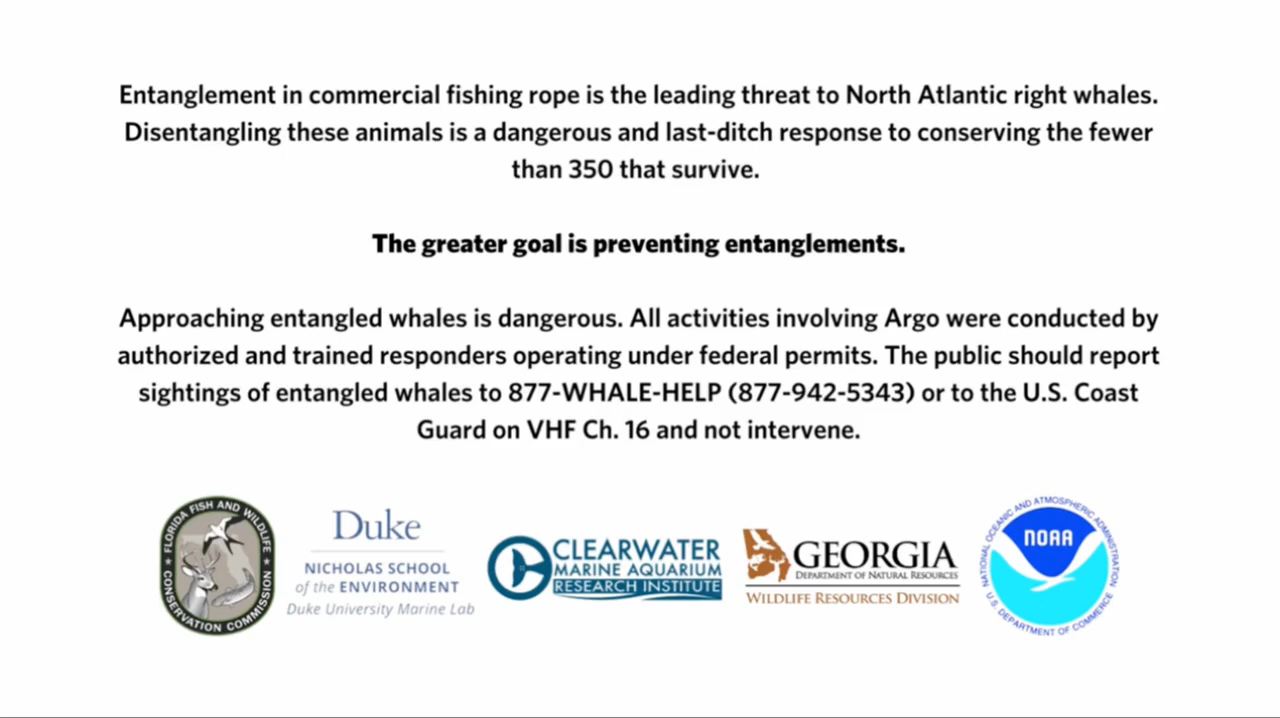 Entanglement in commercial fishing rope is the leading threat to North Atlantic right whales.
Disentangling these animals is a dangerous and last-ditch response to conserving the fewer
than 350 that survive.
The greater goal is preventing entanglements.
Approaching entangled whales is dangerous. All activities involving Argo were conducted by
authorized and trained responders operating under federal permits. The public should report
sightings of entangled whales to 877-WHALE-HELP (877-942-5343) or to the U.S. Coast
Guard on VHF Ch. 16 and not intervene.
FLORIDA FISH AND WILDLIFE
CONSERVATION COMMISSION
Duke
NICHOLAS SCHOOL
of the ENVIRONMENT
Duke University Marine Lab
CLEARWATER
MARINE AQUARIUM
RESEARCH INSTITUTE
GEORGIA
DEPARTMENT OF NATURAL RESOURCES
WILDLIFE RESOURCES DIVISION
NATIONAL OCEANIC AND ATMOSPHERIC ADMINISTRATION
NOAA
U.S. DEPARTMENT OF COMMERCE